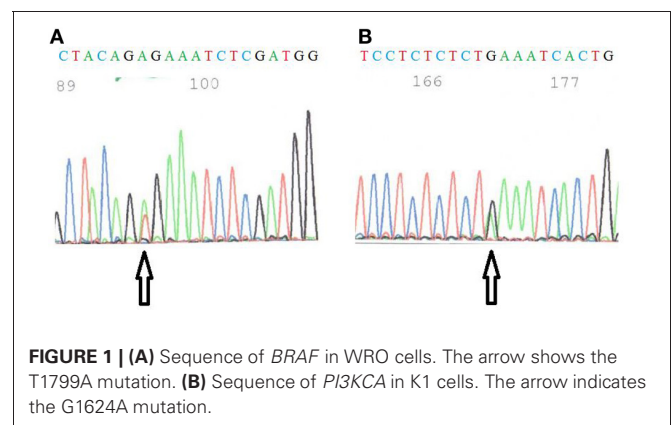 A
B
CTACAGAGAAATCTCGATGG
TCCTCTCTCTGAAATCACTG
89
100
166
177
FIGURE 1 | (A) Sequence of BRAF in WRO cells. The arrow shows the
T1799A mutation. (B) Sequence of PI3KCA in K1 cells. The arrow indicates
the G1624A mutation.